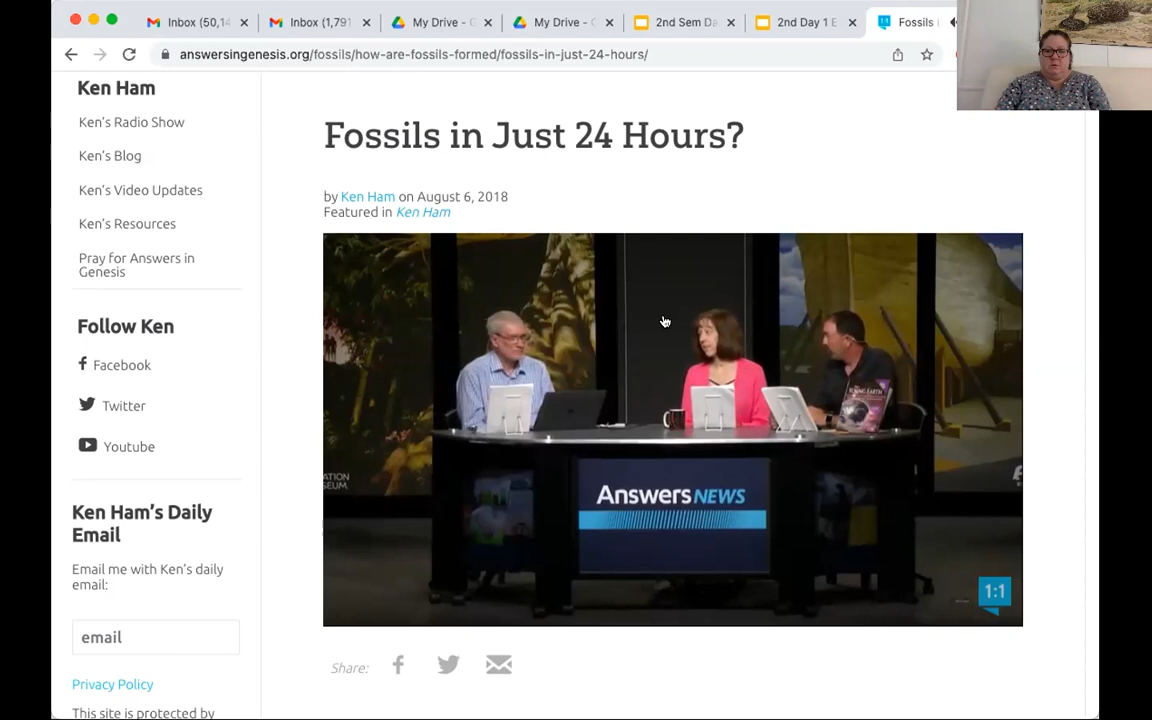 Inbox (50,14
Inbox (1,791
My Drive - G
My Drive -
2nd Sem Da
2nd Day 1 E
Fossils i
answersingenesis.org/fossils/how-are-fossils-formed/fossils-in-just-24-hours/
Ken Ham
Ken's Radio Show
Ken's Blog
Ken's Video Updates
Ken's Resources
Pray for Answers in
Genesis
Follow Ken
Facebook
Twitter
Youtube
Ken Ham's Daily
Email
Email me with Ken's daily
email:
email
Privacy Policy
This site is protected by
Fossils in Just 24 Hours?
by Ken Ham on August 6, 2018
Featured in Ken Ham
ATION
SEUM
Answers NEWS
1:1
Share: